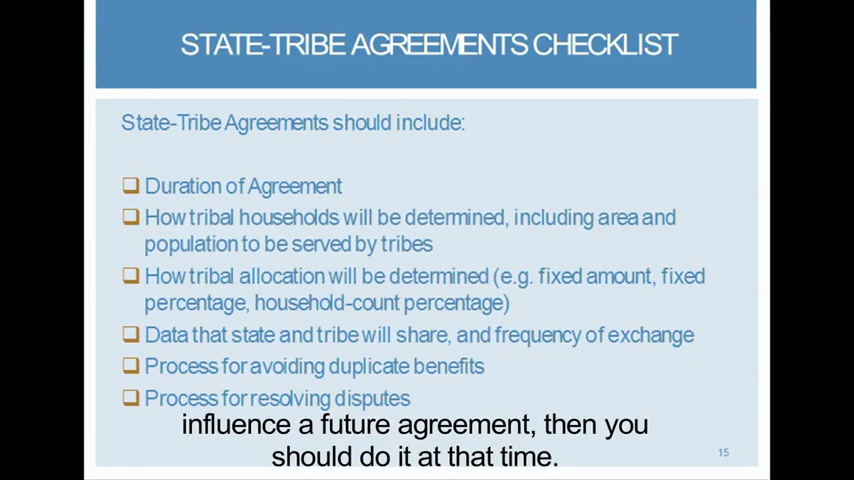 STATE-TRIBE AGREEMENTS CHECKLIST
State-Tribe Agreements should include:
❑ Duration of Agreement
❑ How tribal households will be determined, including area and
population to be served by tribes
❑ How tribal allocation will be determined (e.g. fixed amount, fixed
percentage, household-count percentage)
❑ Data that state and tribe will share, and frequency of exchange
❑ Process for avoiding duplicate benefits
❑ Process for resolving disputes
influence a future agreement, then you
should do it at that time.
15